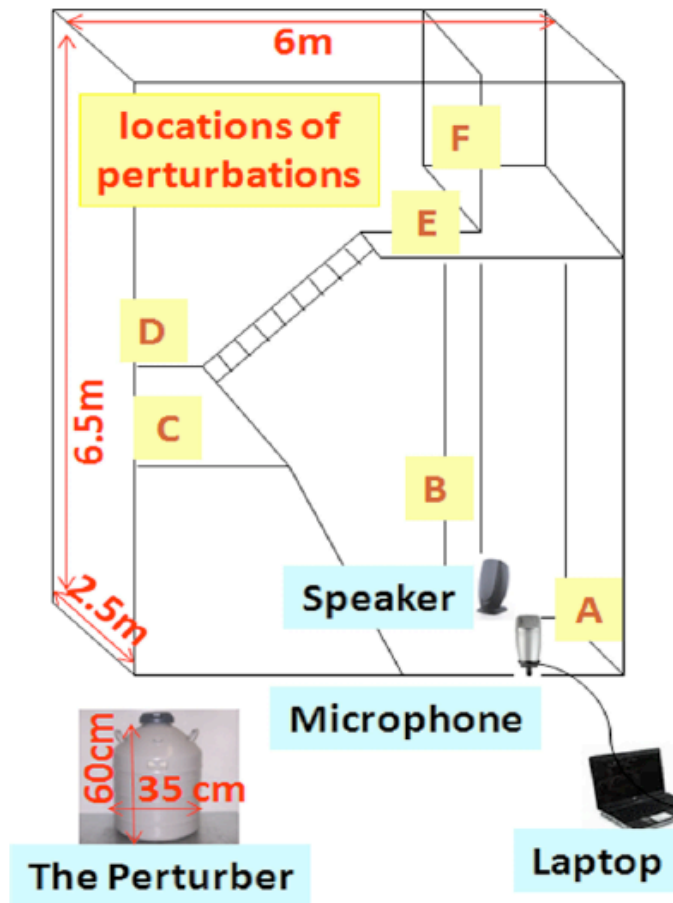 6m
locations of
perturbations
F
E
D
6.5m
C
B
Speaker
A
2.5m
Microphone
60cm
35 cm
The Perturber
Laptop